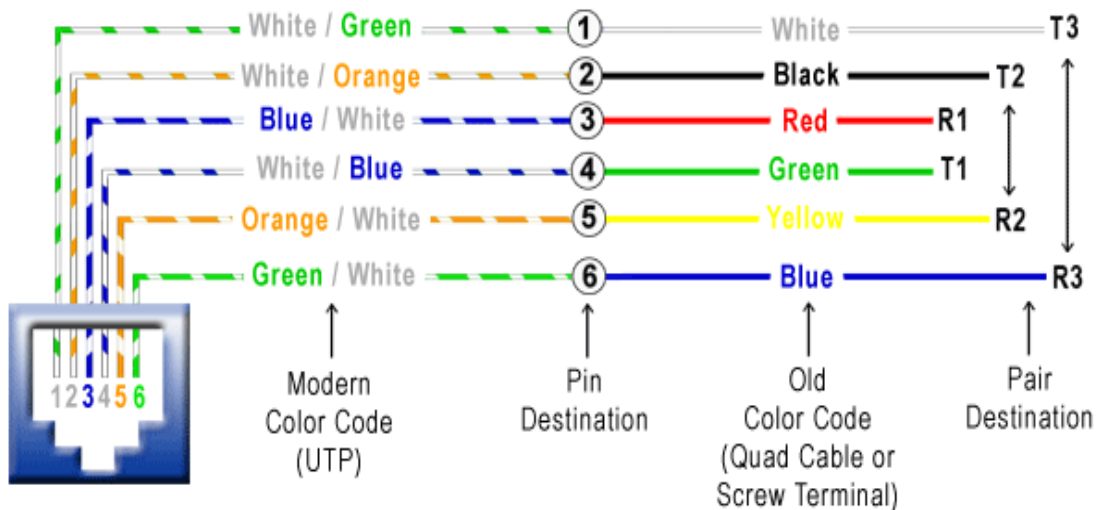 White / Green 1 White T3
White / Orange 2 Black T2
Blue / White 3 Red R1
White / Blue 4 Green T1
Orange / White 5 Yellow R2
Green / White 6 Blue R3
1 2 3 4 5 6
Modern
Color Code
(UTP)
Pin
Destination
Old
Color Code
(Quad Cable or
Screw Terminal)
Pair
Destination